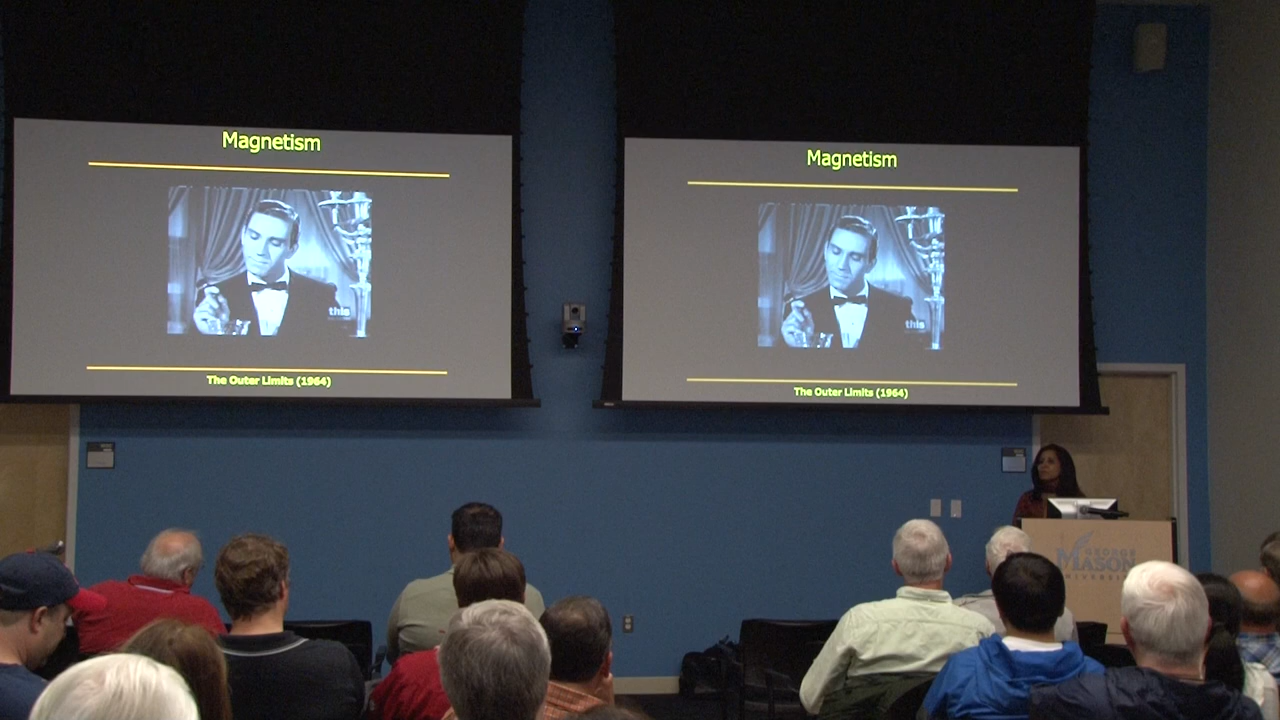 Magnetism
this
The Outer Limits (1964)
Magnetism
this
The Outer Limits (1964)
GEORGE
MASON
UNIVERSITY